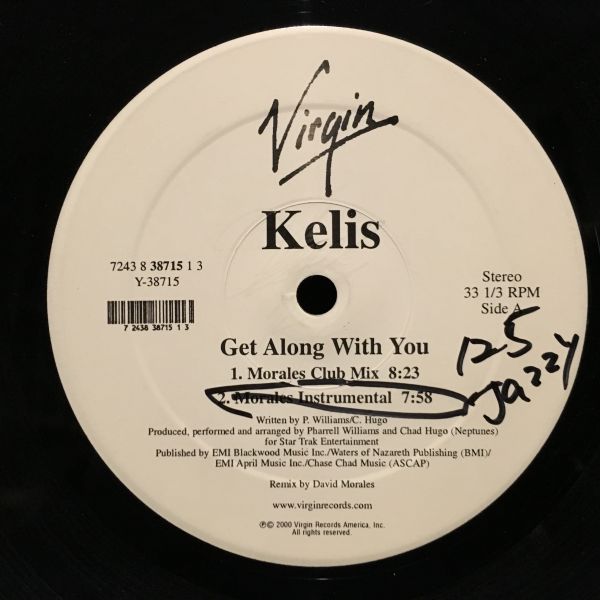 Virgin
Kelis
7243 8 38715 1 3
Y-38715
7 2438 38715 1 3
Stereo
33 1/3 RPM
Side A
125
Jazzy
Get Along With You
1. Morales Club Mix 8:23
2. Morales Instrumental 7:58
Written by P. Williams/C. Hugo
Produced, performed and arranged by Pharrell Williams and Chad Hugo (Neptunes)
for Star Trak Entertainment
Published by EMI Blackwood Music Inc./Waters of Nazareth Publishing (BMI)/
EMI April Music Inc./Chase Chad Music (ASCAP)
Remix by David Morales
www.virginrecords.com
℗© 2000 Virgin Records America, Inc.
All rights reserved.